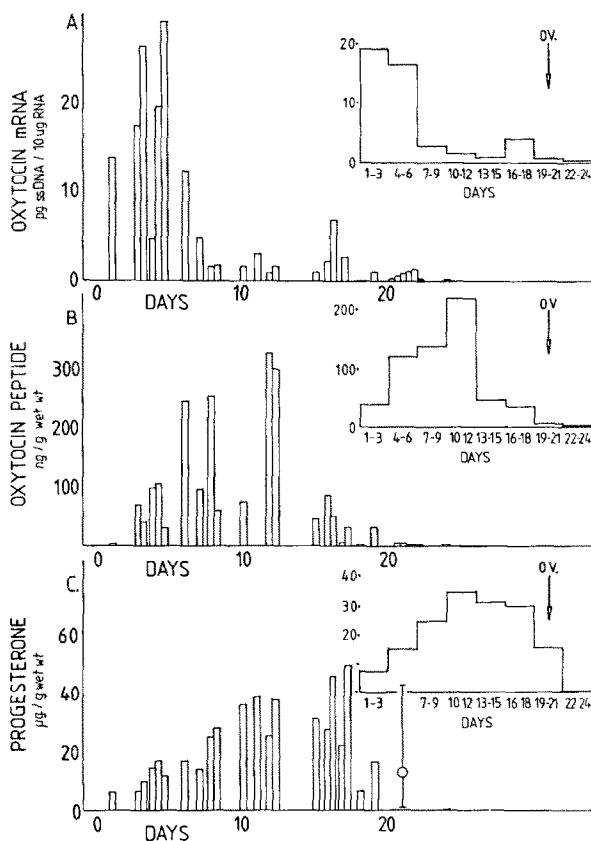 A
OXYTOCIN mRNA
pg ssDNA / 10 ug RNA
20
10
0
0 10 20
DAYS
OV.
20
10
0
1-3 4-6 7-9 10-12 13 15 16-18 19-21 22-24
DAYS
B
OXYTOCIN PEPTIDE
ng / g wet wt
300
200
100
0 10 20
DAYS
OV
200
100
0
1-3 4-6 7-9 10 12 13-15 16-18 19-21 22-24
DAYS
C.
PROGESTERONE
µg / g wet wt
60
40
20
0
0 10 20
DAYS
OV.
40
30
20
1-3 7-9 10 12 13-15 16 18 19-21 22 24
DAYS